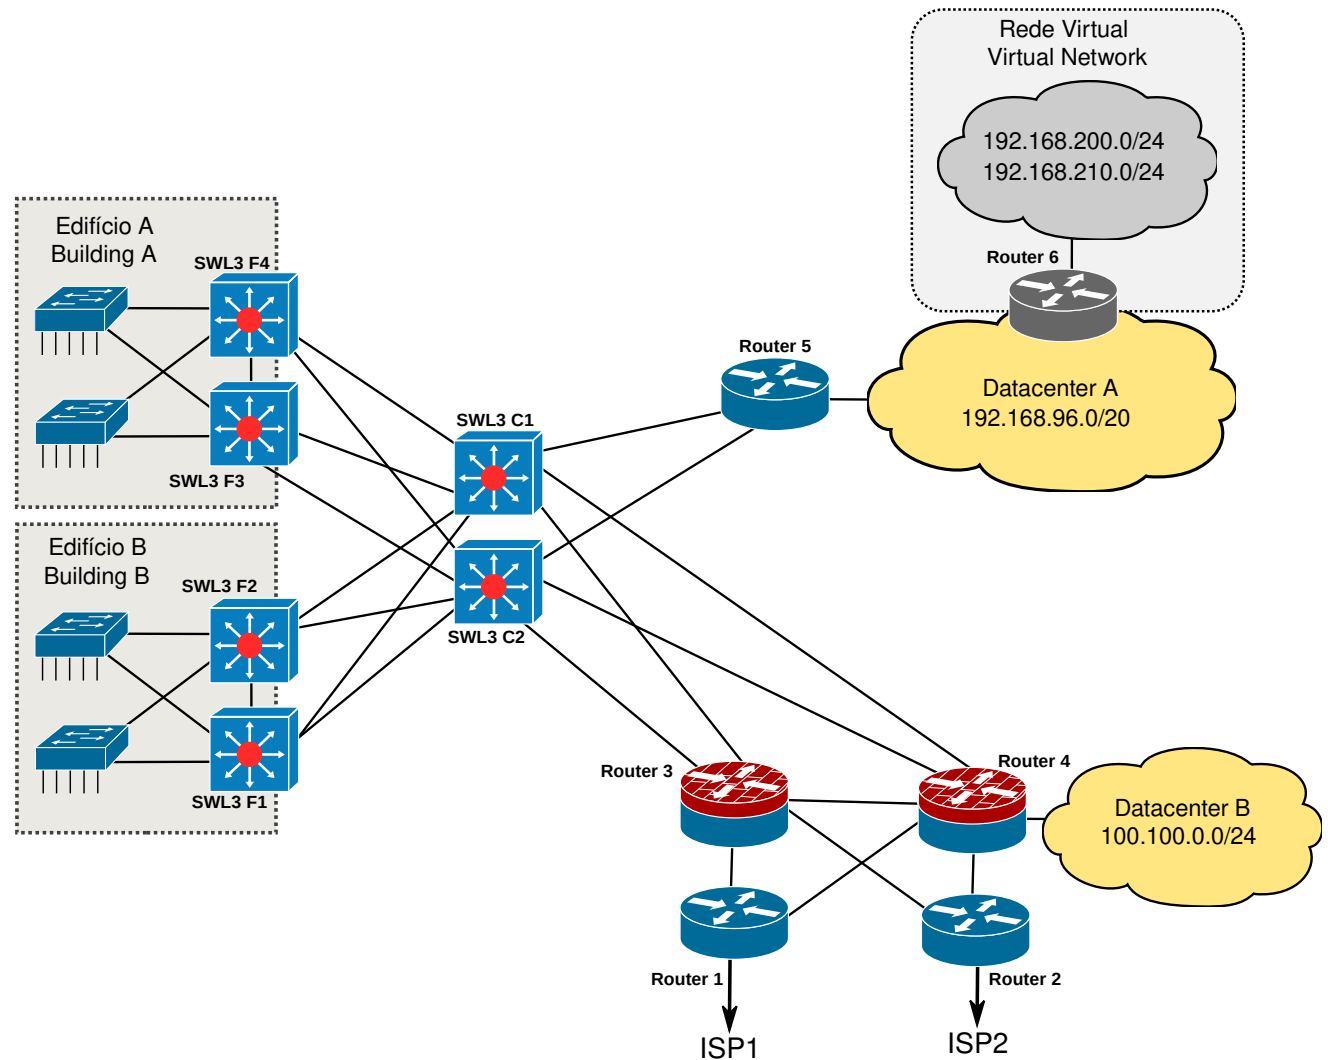 Rede Virtual
Virtual Network
192.168.200.0/24
192.168.210.0/24
Router 6
Edifício A
Building A
SWL3 F4
SWL3 F3
Router 5
Datacenter A
192.168.96.0/20
SWL3 C1
SWL3 C2
Edifício B
Building B
SWL3 F2
SWL3 F1
Router 3
Router 4
Datacenter B
100.100.0.0/24
Router 1
Router 2
ISP1
ISP2